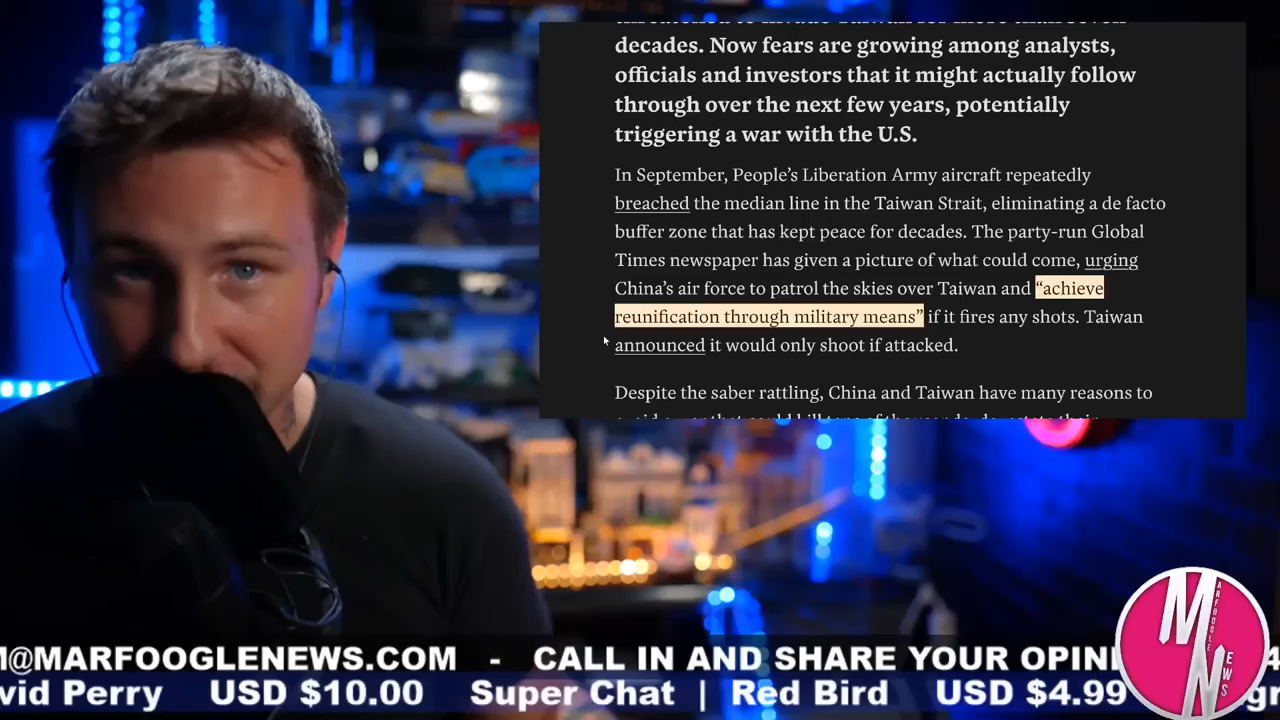 decades. Now fears are growing among analysts,
officials and investors that it might actually follow
through over the next few years, potentially
triggering a war with the U.S.
In September, People’s Liberation Army aircraft repeatedly
breached the median line in the Taiwan Strait, eliminating a de facto
buffer zone that has kept peace for decades. The party-run Global
Times newspaper has given a picture of what could come, urging
China’s air force to patrol the skies over Taiwan and “achieve
reunification through military means” if it fires any shots. Taiwan
announced it would only shoot if attacked.
Despite the saber rattling, China and Taiwan have many reasons to
@MARFOOGLENEWS.COM - CALL IN AND SHARE YOUR OPINI
vid Perry USD $10.00 Super Chat | Red Bird USD $4.99
MARFOOGLE
NEWS